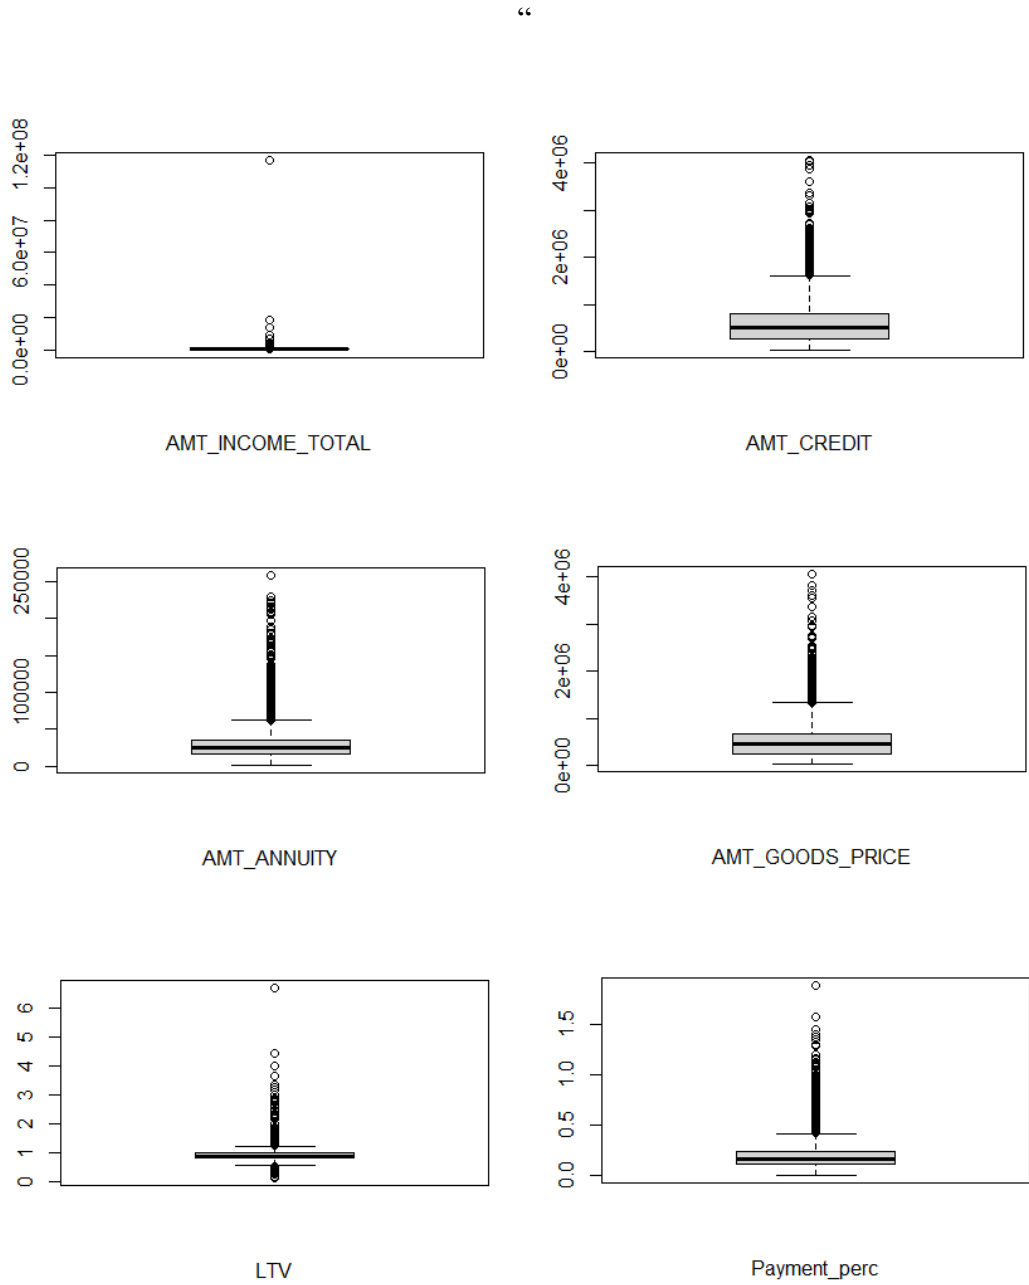 “
1.2e+08
6.0e+07
0.0e+00
AMT_INCOME_TOTAL
4e+06
2e+06
0e+00
AMT_CREDIT
250000
100000
0
AMT_ANNUITY
4e+06
2e+06
0e+00
AMT_GOODS_PRICE
6
5
4
3
2
1
0
LTV
1.5
1.0
0.5
0.0
Payment_perc